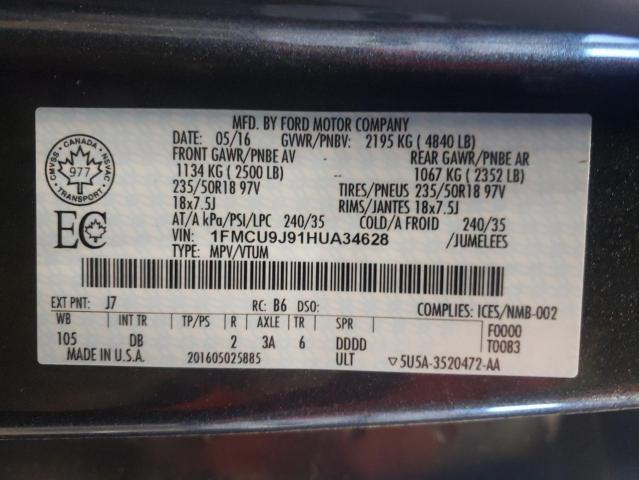 MFD. BY FORD MOTOR COMPANY
DATE: 05/16 GVWR/PNBV: 2195 KG ( 4840 LB)
FRONT GAWR/PNBE AV REAR GAWR/PNBE AR
1134 KG ( 2500 LB) 1067 KG ( 2352 LB)
235/50R18 97V TIRES/PNEUS 235/50R18 97V
18x7.5J RIMS/JANTES 18x7.5J
AT/A kPa/PSI/LPC 240/35 COLD/A FROID 240/35
VIN: 1FMCU9J91HUA34628 /JUMELEES
TYPE: MPV/VTUM
CMVSS · CANADA · NSVAC
977
TRANSPORT
EC
EXT PNT: J7 RC: B6 DSO: COMPLIES: ICES/NMB-002
WB INT TR TP/PS R AXLE TR SPR F0000
105 DB 2 3A 6 DDDD T0083
MADE IN U.S.A. 201605025885 ULT ▽5U5A-3520472-AA